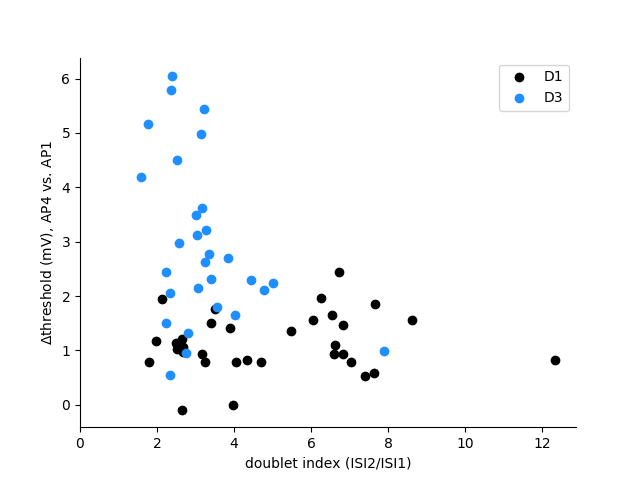 D1
D3
Δthreshold (mV), AP4 vs. AP1
6
5
4
3
2
1
0
0 2 4 6 8 10 12
doublet index (ISI2/ISI1)